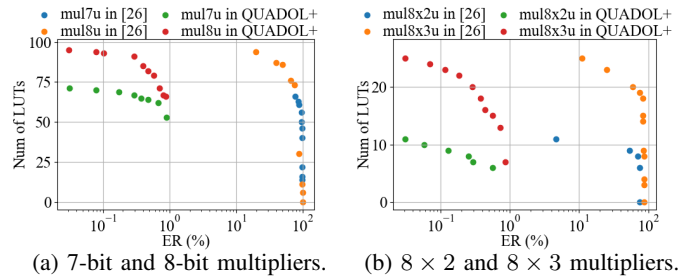 mul7u in [26] mul7u in QUADOL+
mul8u in [26] mul8u in QUADOL+
Num of LUTs
100
75
50
25
0
10⁻¹ 10⁰ 10¹ 10²
ER (%)
(a) 7-bit and 8-bit multipliers.
mul8x2u in [26] mul8x2u in QUADOL+
mul8x3u in [26] mul8x3u in QUADOL+
Num of LUTs
20
10
0
10⁻¹ 10⁰ 10¹ 10²
ER (%)
(b) 8 × 2 and 8 × 3 multipliers.